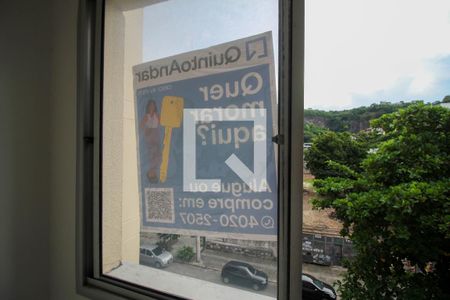 QuintoAndar
Quer
morar
aqui?
Alugue ou
compre em:
4020-2507